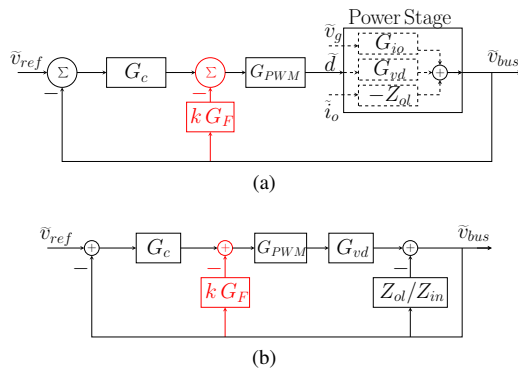 Power Stage
ṽ_g
G_io
ṽ_ref
Σ
G_c
Σ
G_PWM
d̃
G_vd
+
ṽ_bus
−
−
k G_F
−Z_ol
ĩ_o
(a)
ṽ_ref
+
G_c
+
G_PWM
G_vd
+
ṽ_bus
−
−
−
k G_F
Z_ol/Z_in
(b)